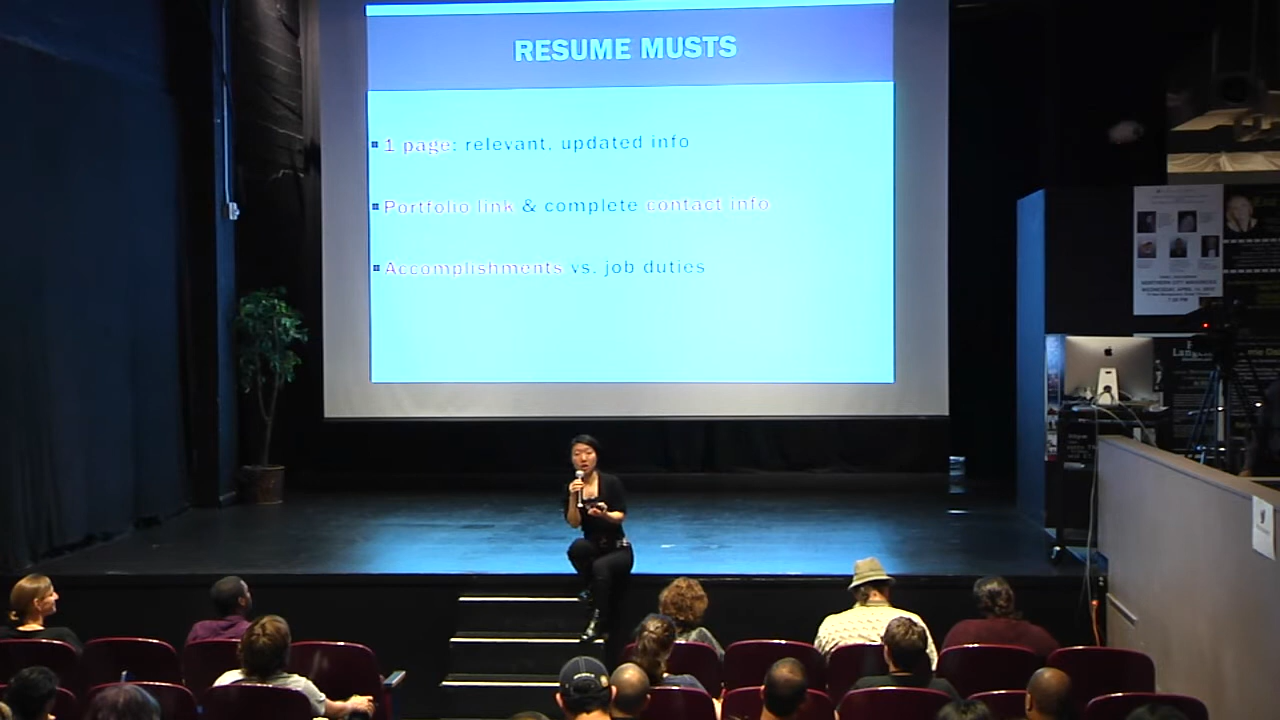 RESUME MUSTS
1 page: relevant, updated info
Portfolio link & complete contact info
Accomplishments vs. job duties